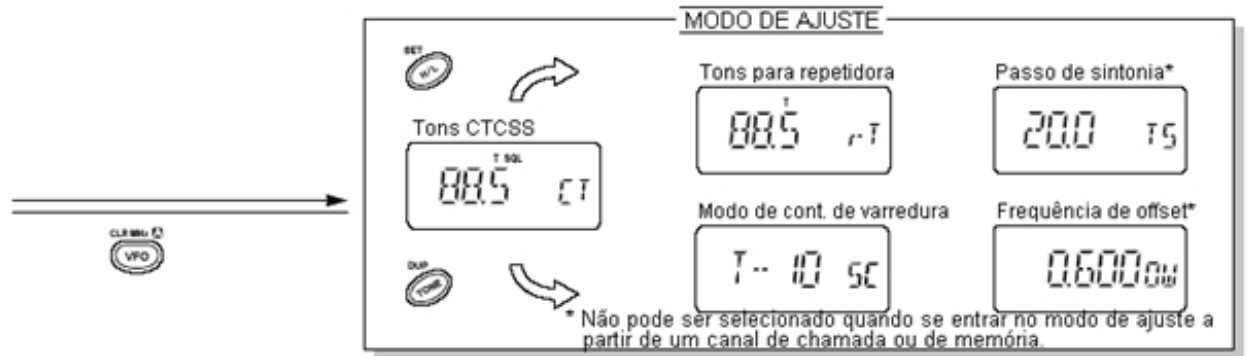 MODO DE AJUSTE
SET
H/L
Tons para repetidora
88.5 T rT
Passo de sintonia*
20.0 TS
Tons CTCSS
88.5 T SQL CT
CLR MHz
VFO
Modo de cont. de varredura
T-- 10 SC
Frequência de offset*
0.600 OW
DUP
TONE
* Não pode ser selecionado quando se entrar no modo de ajuste a
partir de um canal de chamada ou de memória.